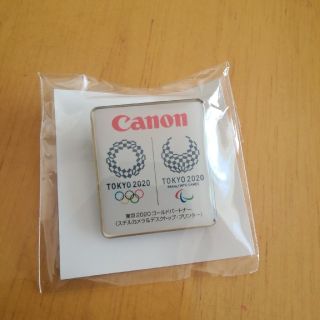 Canon
TOKYO 2020
TOKYO 2020
PARALYMPIC GAMES
東京2020ゴールドパートナー
(スチルカメラ&デスクトップ・プリンター)